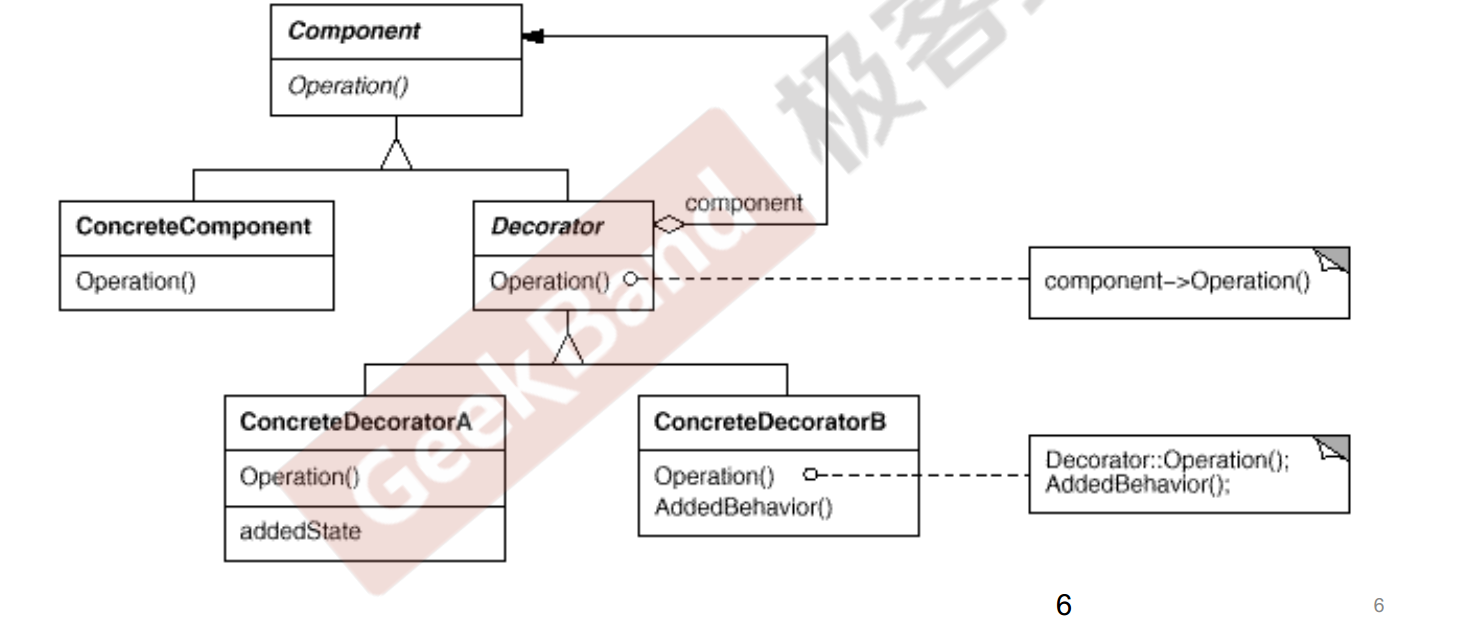 Component
Operation()
极客
ConcreteComponent
Operation()
Decorator
Operation()
component
component->Operation()
GeekBand
ConcreteDecoratorA
Operation()
addedState
ConcreteDecoratorB
Operation()
AddedBehavior()
Decorator::Operation();
AddedBehavior();
6
6